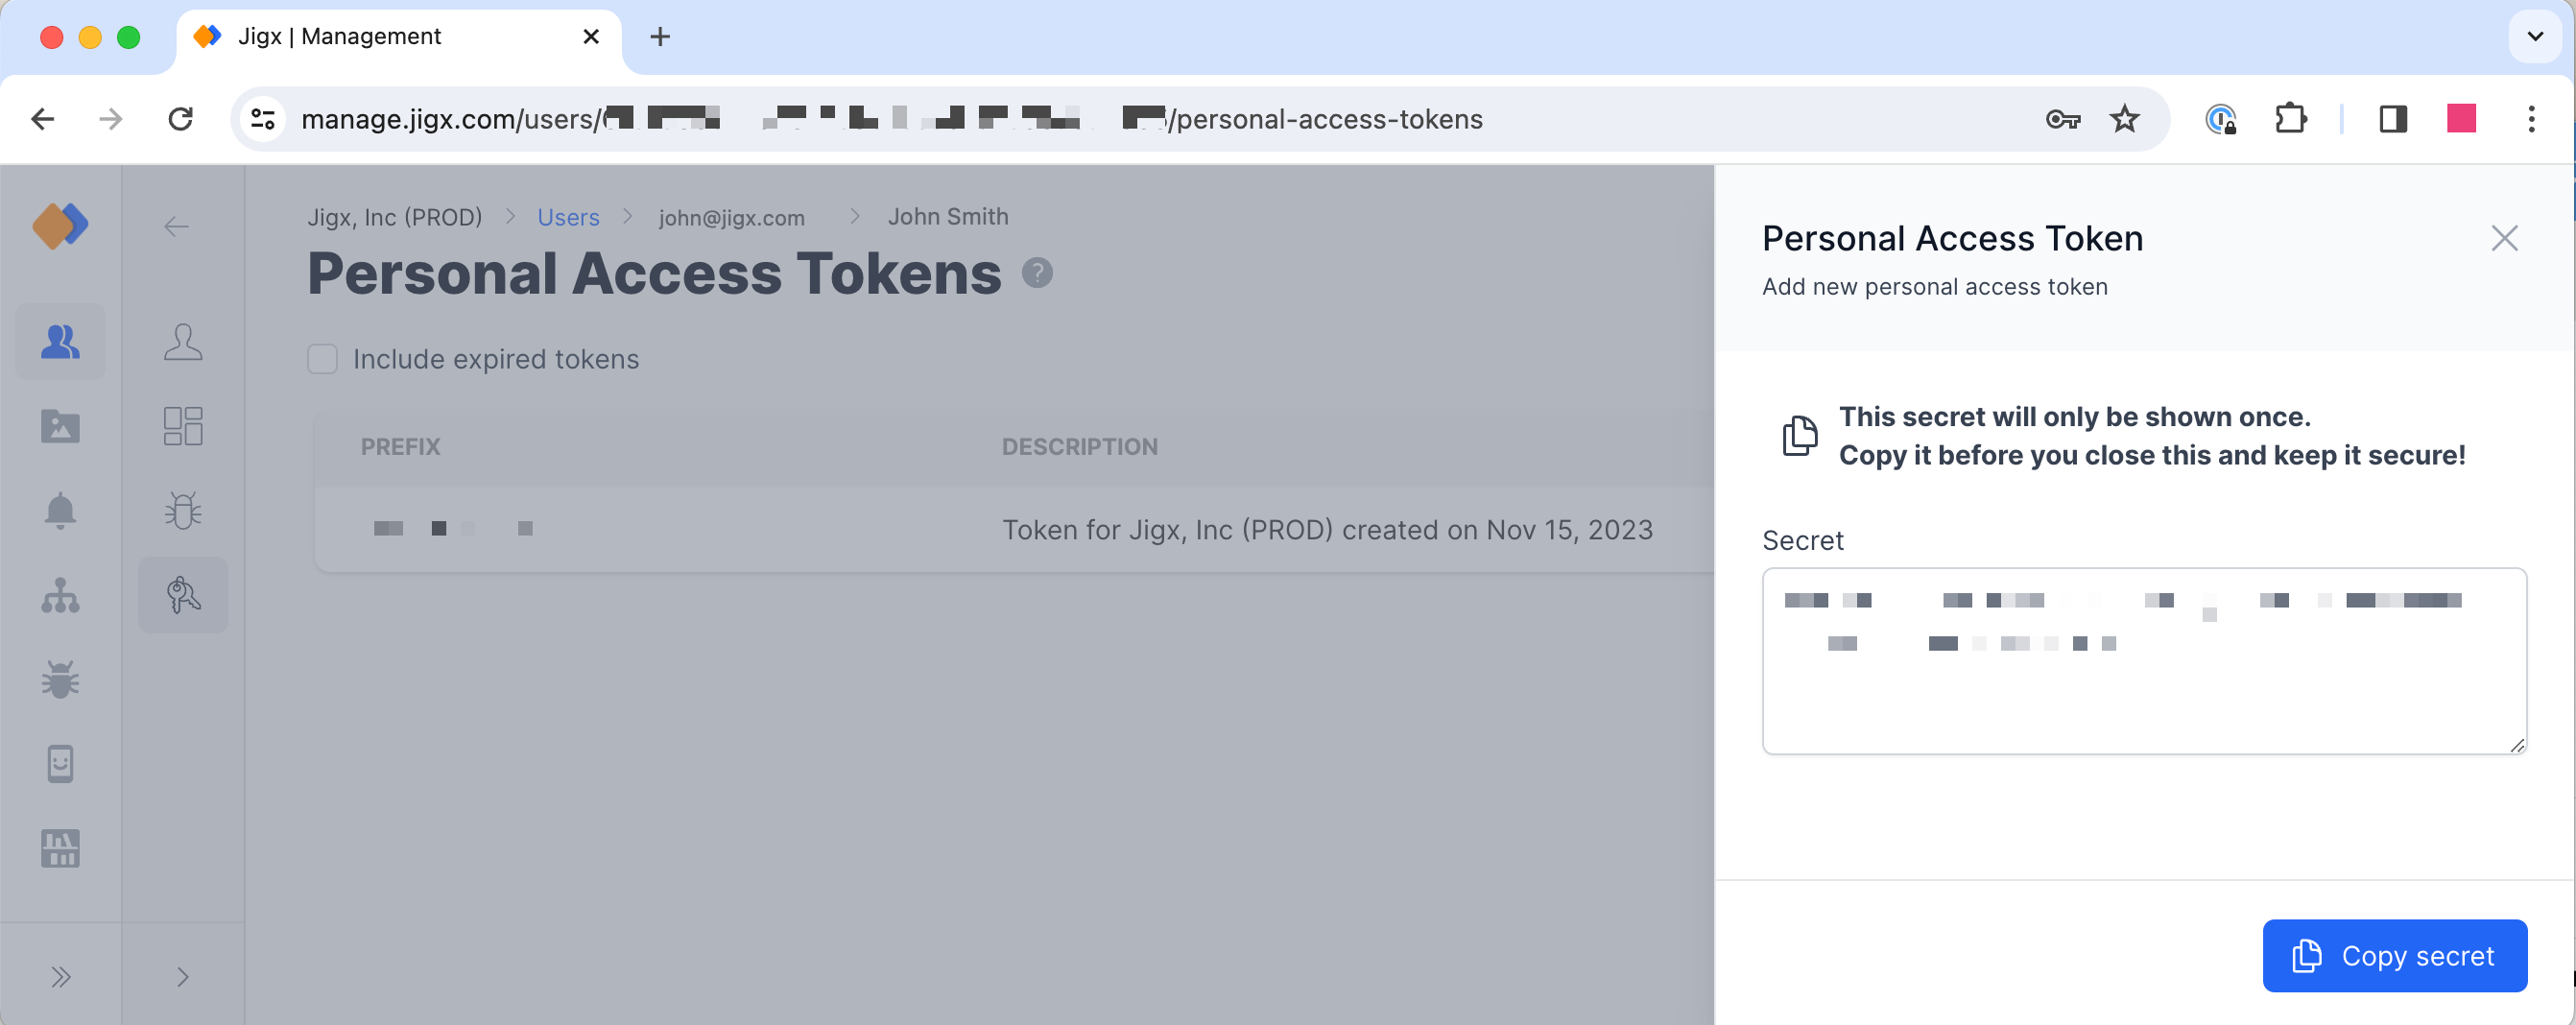 Jigx | Management
manage.jigx.com/users/ /personal-access-tokens
Jigx, Inc (PROD) > Users > john@jigx.com > John Smith
Personal Access Tokens ?
Include expired tokens
PREFIX DESCRIPTION
Token for Jigx, Inc (PROD) created on Nov 15, 2023
Personal Access Token
Add new personal access token
This secret will only be shown once.
Copy it before you close this and keep it secure!
Secret
Copy secret